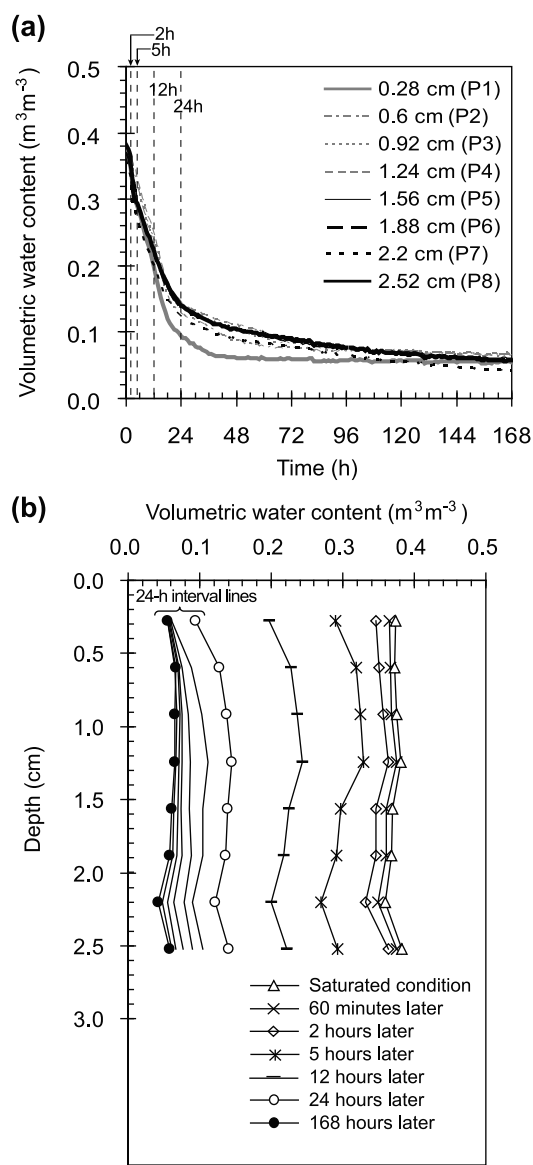 (a)
2h
5h
12h
24h
0.28 cm (P1)
0.6 cm (P2)
0.92 cm (P3)
1.24 cm (P4)
1.56 cm (P5)
1.88 cm (P6)
2.2 cm (P7)
2.52 cm (P8)
Volumetric water content (m³m⁻³)
0.5
0.4
0.3
0.2
0.1
0.0
0 24 48 72 96 120 144 168
Time (h)
(b)
Volumetric water content (m³m⁻³)
0.0 0.1 0.2 0.3 0.4 0.5
24-h interval lines
Depth (cm)
0.0
0.5
1.0
1.5
2.0
2.5
3.0
Saturated condition
60 minutes later
2 hours later
5 hours later
12 hours later
24 hours later
168 hours later